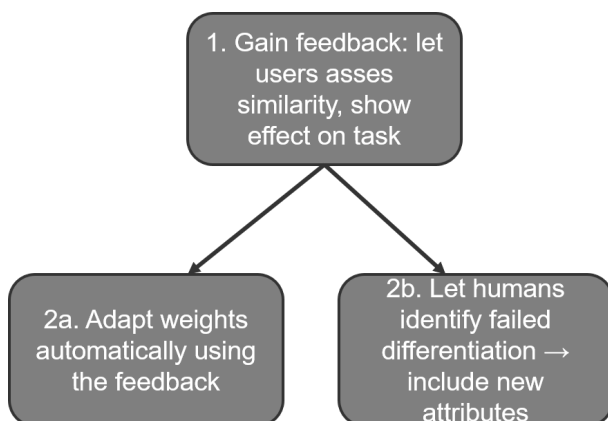 1. Gain feedback: let
users asses
similarity, show
effect on task
2a. Adapt weights
automatically using
the feedback
2b. Let humans
identify failed
differentiation →
include new
attributes